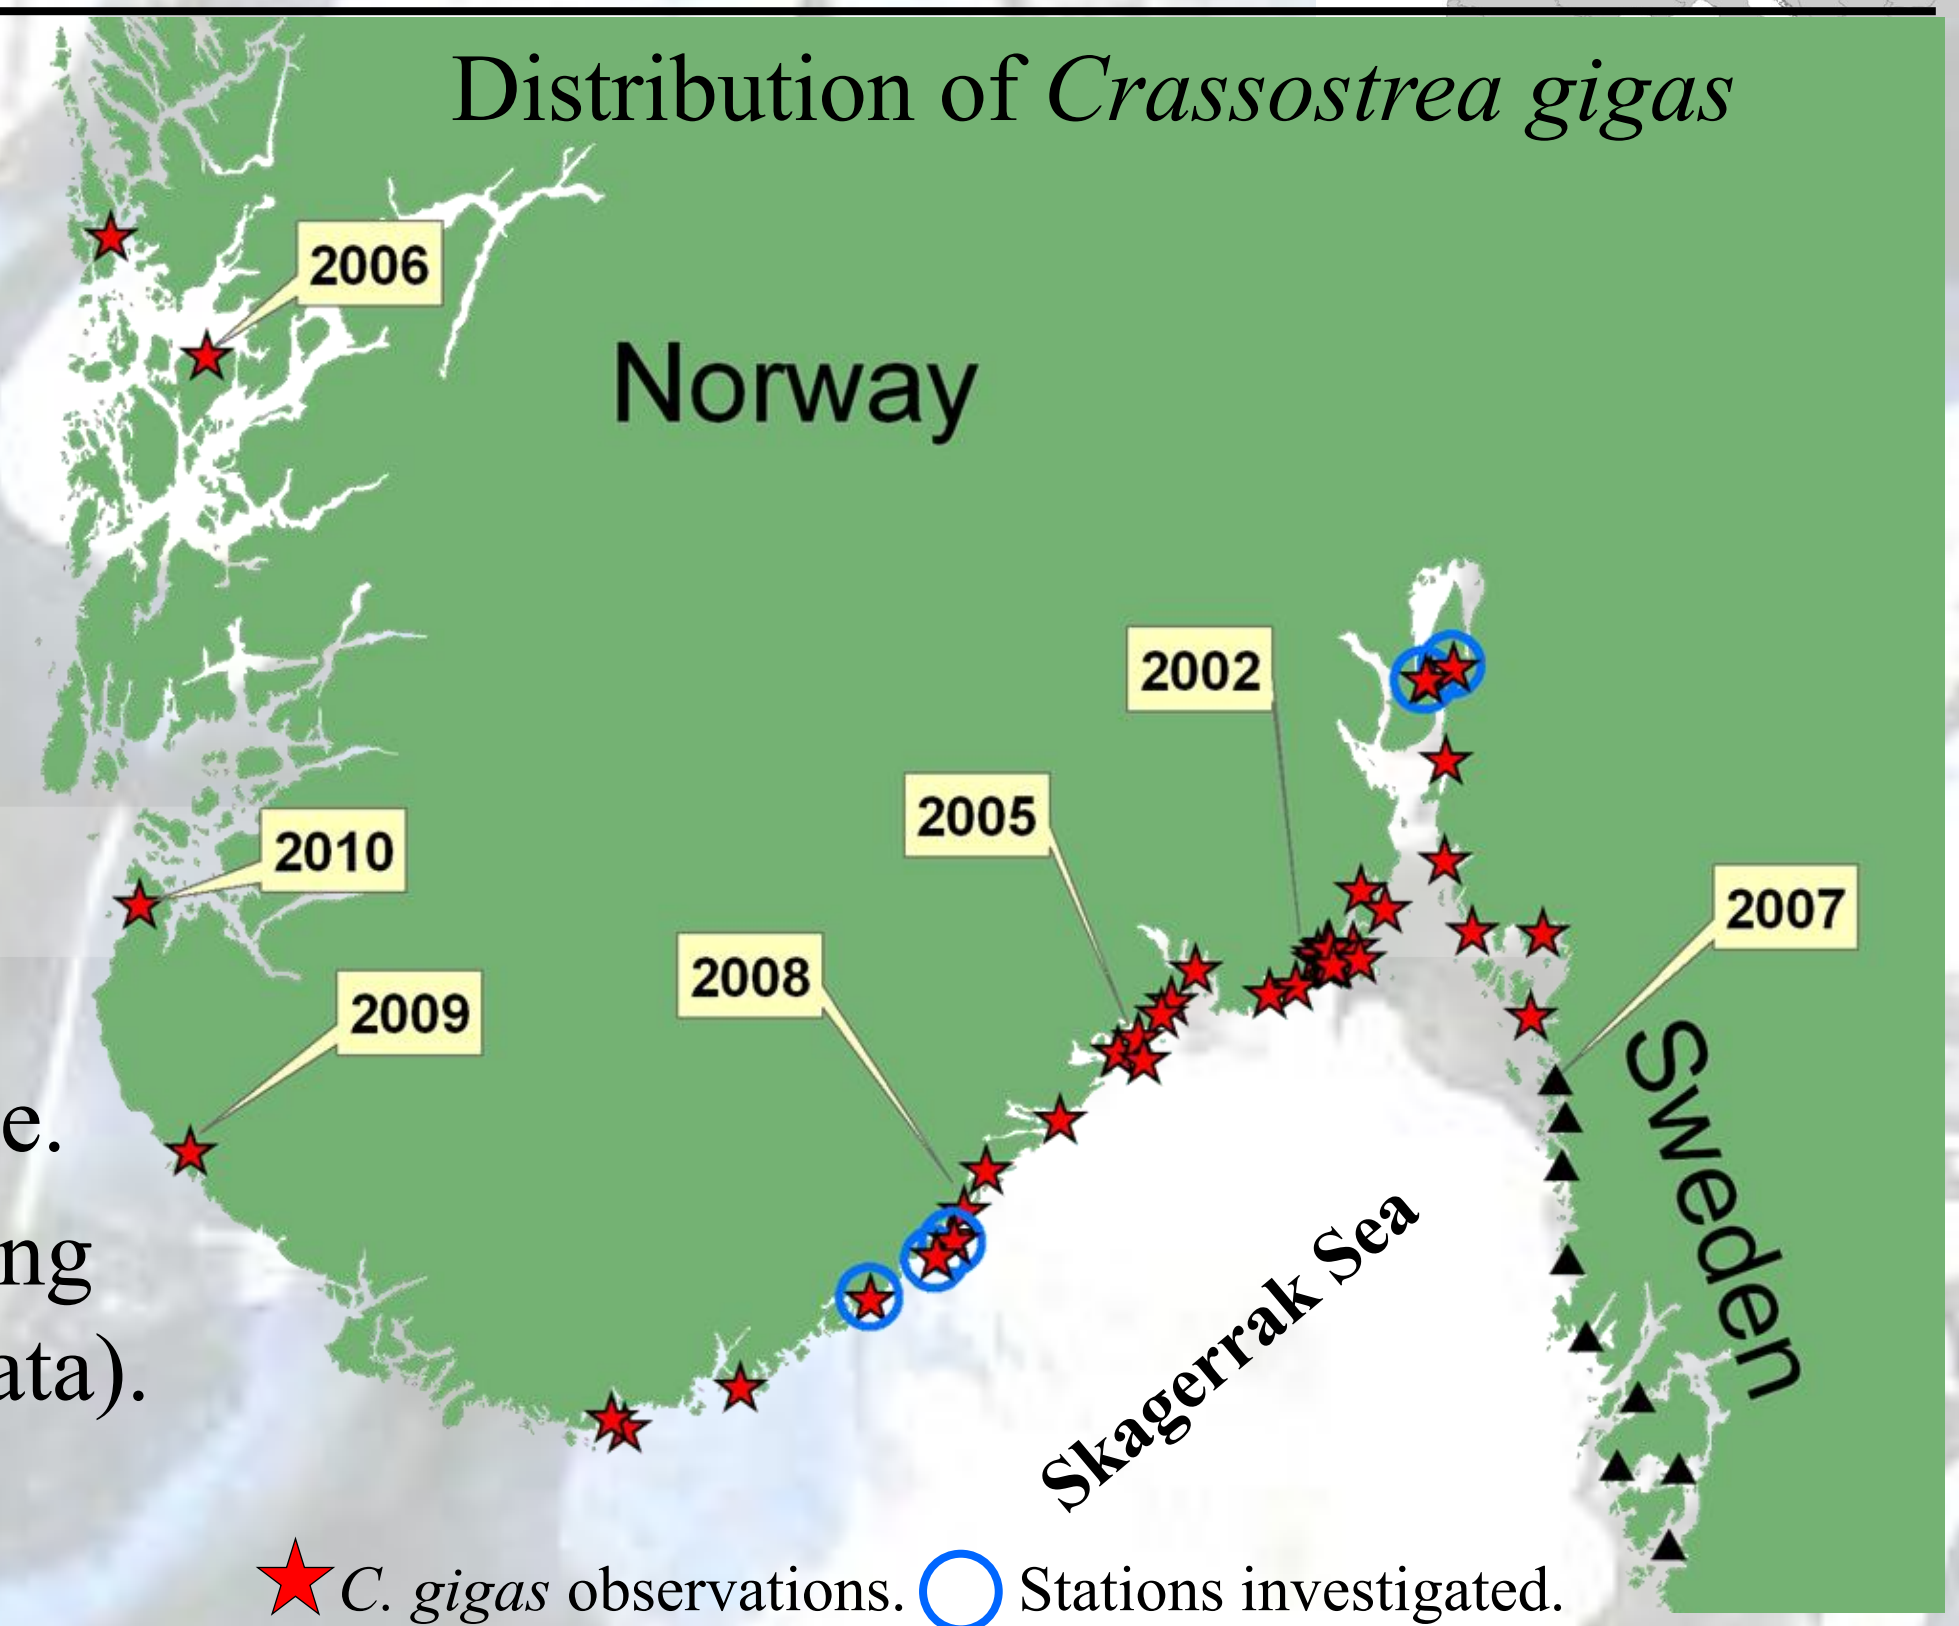 Distribution of Crassostrea gigas
2006
Norway
2002
2005
2010
2007
2008
2009
Sweden
e.
ng
ata).
Skagerrak Sea
C. gigas observations.
Stations investigated.